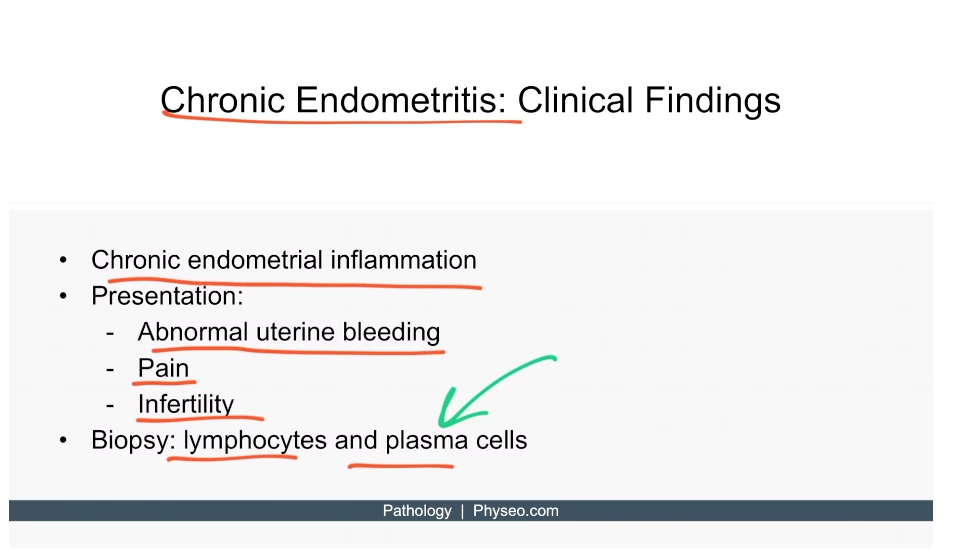 Chronic Endometritis: Clinical Findings
• Chronic endometrial inflammation
• Presentation:
- Abnormal uterine bleeding
- Pain
- Infertility
• Biopsy: lymphocytes and plasma cells
Pathology | Physeo.com